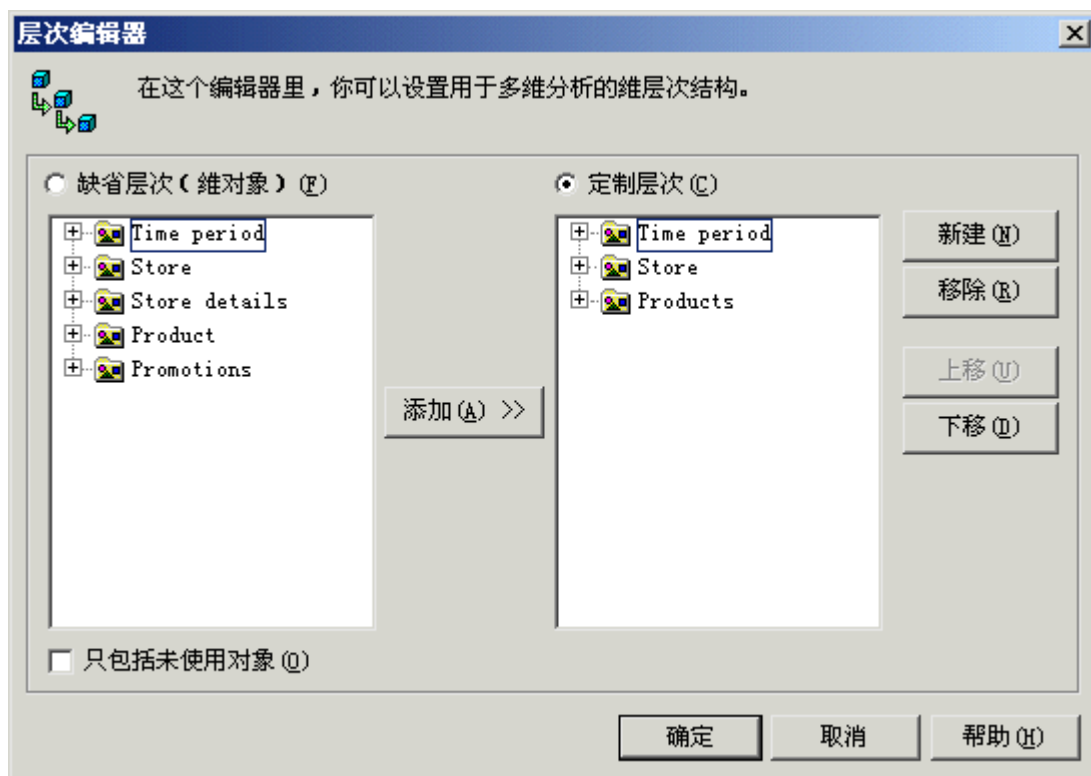 层次编辑器
在这个编辑器里，你可以设置用于多维分析的维层次结构。
缺省层次（维对象）(F)
Time period
Store
Store details
Product
Promotions
添加(A) >>
定制层次(C)
Time period
Store
Products
新建(N)
移除(R)
上移(U)
下移(D)
只包括未使用对象(O)
确定
取消
帮助(H)